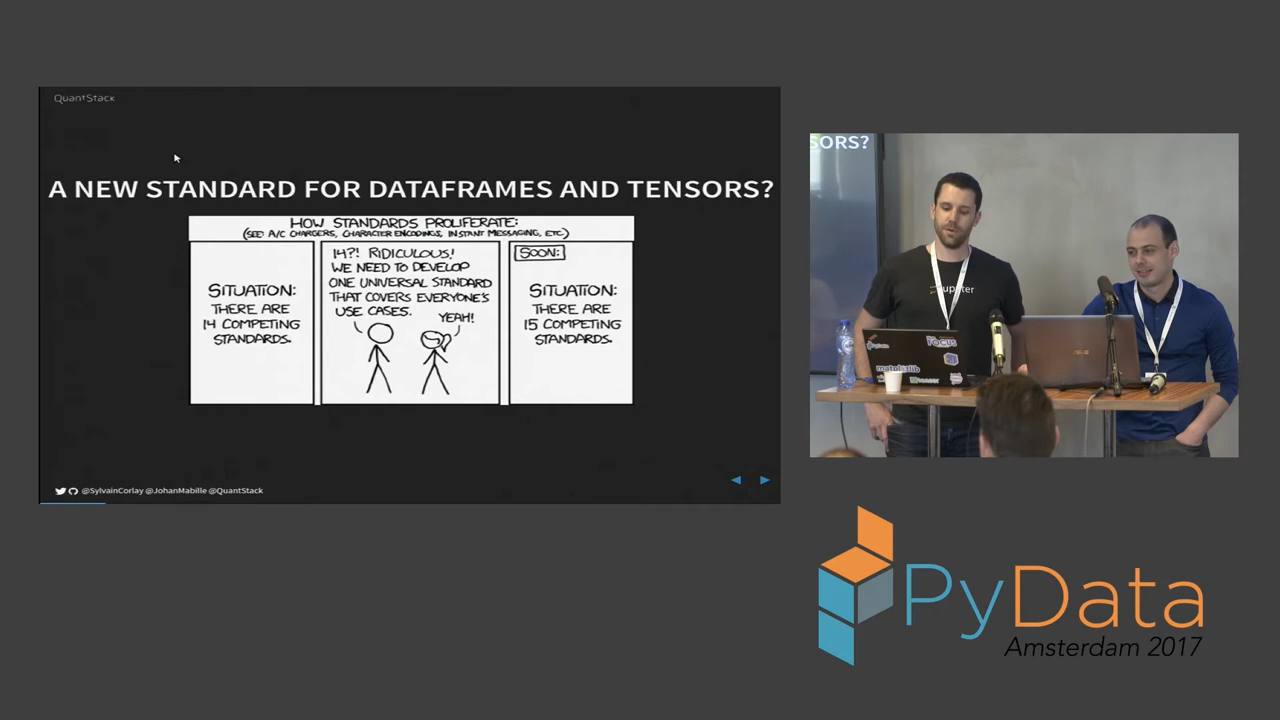 QuantStack
A NEW STANDARD FOR DATAFRAMES AND TENSORS?
HOW STANDARDS PROLIFERATE:
(SEE: A/C CHARGERS, CHARACTER ENCODINGS, INSTANT MESSAGING, ETC.)
SITUATION:
THERE ARE
14 COMPETING
STANDARDS.
14?! RIDICULOUS!
WE NEED TO DEVELOP
ONE UNIVERSAL STANDARD
THAT COVERS EVERYONE'S
USE CASES.
YEAH!
SOON:
SITUATION:
THERE ARE
15 COMPETING
STANDARDS.
@SylvainCorlay @JohanMabille @QuantStack
SORS?
matplotlib
PyData
Amsterdam 2017